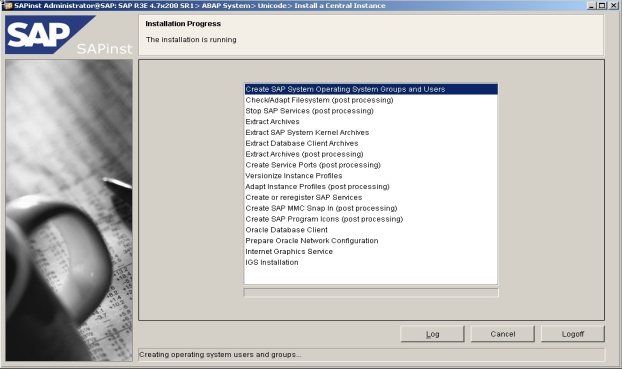 SAPinst Administrator@SAP: SAP R3E 4.7x200 SR1> ABAP System> Unicode> Install a Central Instance
SAP
SAPinst
Installation Progress
The installation is running
Create SAP System Operating System Groups and Users
Check/Adapt Filesystem (post processing)
Stop SAP Services (post processing)
Extract Archives
Extract SAP System Kernel Archives
Extract Database Client Archives
Extract Archives (post processing)
Create Service Ports (post processing)
Versionize Instance Profiles
Adapt Instance Profiles (post processing)
Create or reregister SAP Services
Create SAP MMC Snap In (post processing)
Create SAP Program Icons (post processing)
Oracle Database Client
Prepare Oracle Network Configuration
Internet Graphics Service
IGS Installation
Log
Cancel
Logoff
Creating operating system users and groups...